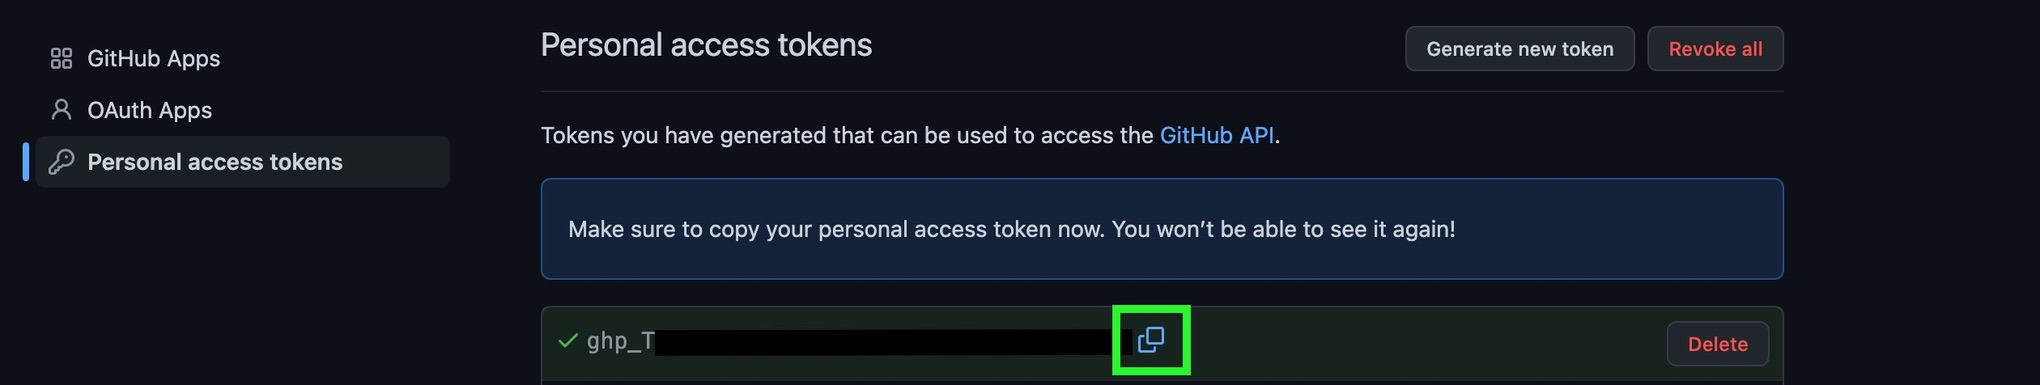 GitHub Apps
OAuth Apps
Personal access tokens
Personal access tokens
Generate new token
Revoke all
Tokens you have generated that can be used to access the GitHub API.
Make sure to copy your personal access token now. You won’t be able to see it again!
ghp_T
Delete